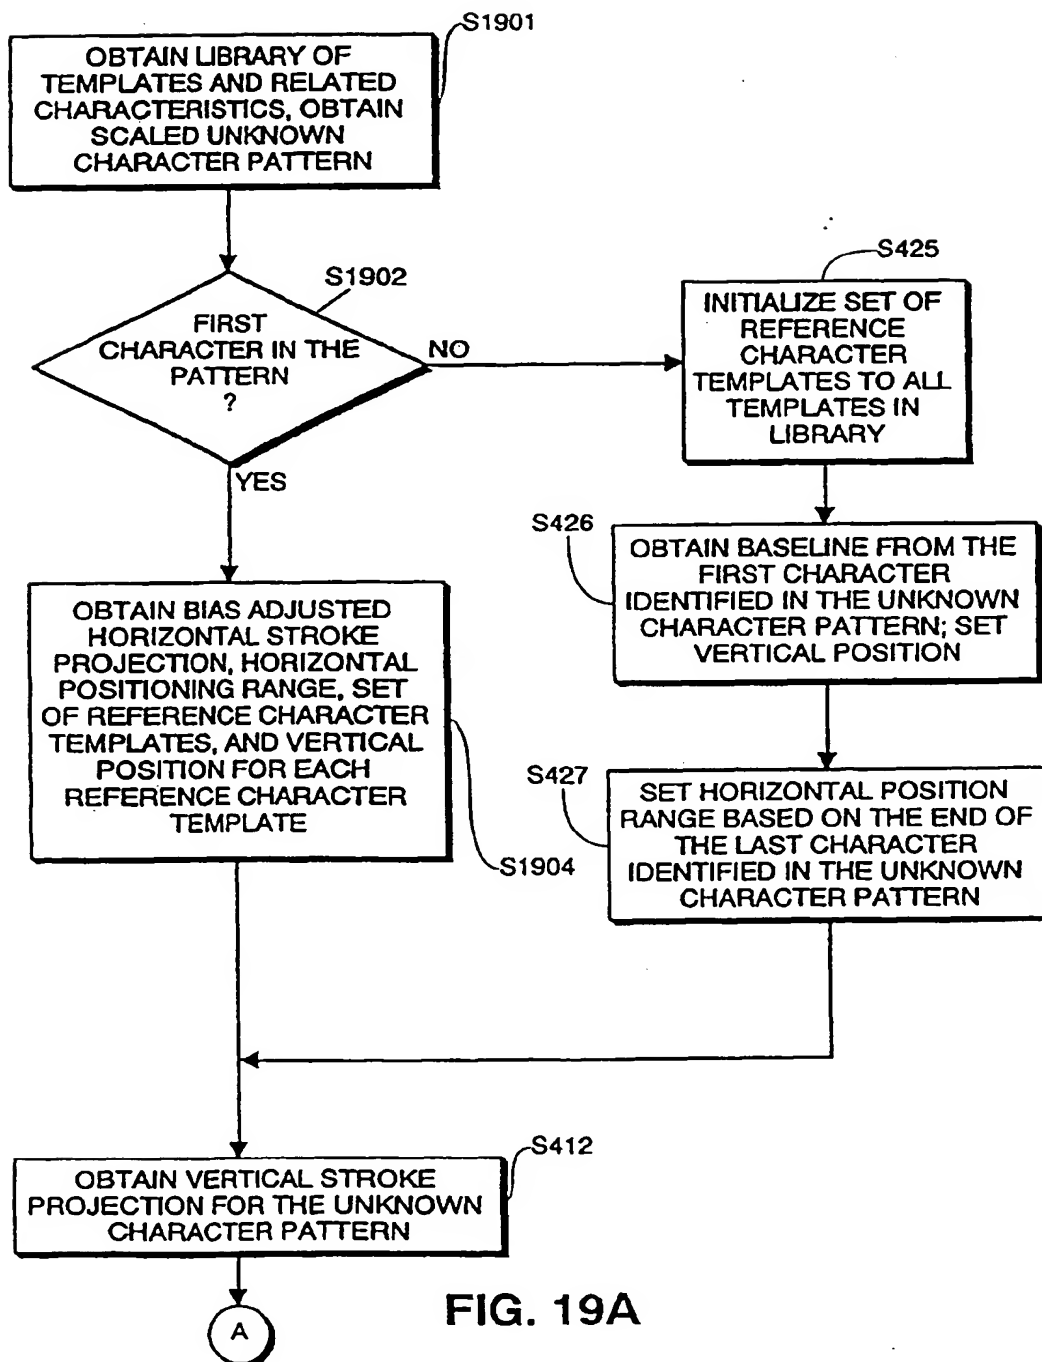 S1901
OBTAIN LIBRARY OF
TEMPLATES AND RELATED
CHARACTERISTICS, OBTAIN
SCALED UNKNOWN
CHARACTER PATTERN
S1902
FIRST
CHARACTER IN THE
PATTERN
?
NO
YES
S425
INITIALIZE SET OF
REFERENCE
CHARACTER
TEMPLATES TO ALL
TEMPLATES IN
LIBRARY
S426
OBTAIN BASELINE FROM THE
FIRST CHARACTER
IDENTIFIED IN THE UNKNOWN
CHARACTER PATTERN; SET
VERTICAL POSITION
OBTAIN BIAS ADJUSTED
HORIZONTAL STROKE
PROJECTION, HORIZONTAL
POSITIONING RANGE, SET
OF REFERENCE CHARACTER
TEMPLATES, AND VERTICAL
POSITION FOR EACH
REFERENCE CHARACTER
TEMPLATE
S1904
S427
SET HORIZONTAL POSITION
RANGE BASED ON THE END OF
THE LAST CHARACTER
IDENTIFIED IN THE UNKNOWN
CHARACTER PATTERN
S412
OBTAIN VERTICAL STROKE
PROJECTION FOR THE UNKNOWN
CHARACTER PATTERN
A
FIG. 19A